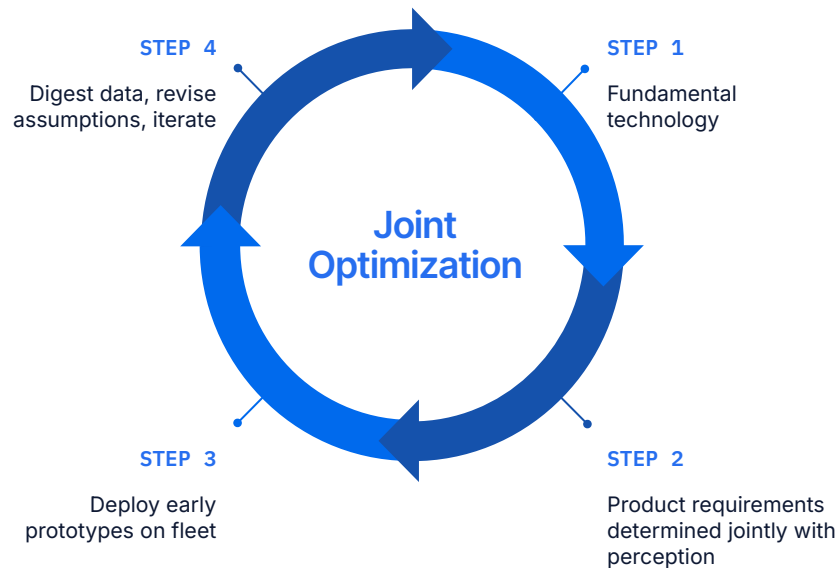 STEP 1
Fundamental
technology
STEP 2
Product requirements
determined jointly with
perception
STEP 3
Deploy early
prototypes on fleet
STEP 4
Digest data, revise
assumptions, iterate
Joint
Optimization